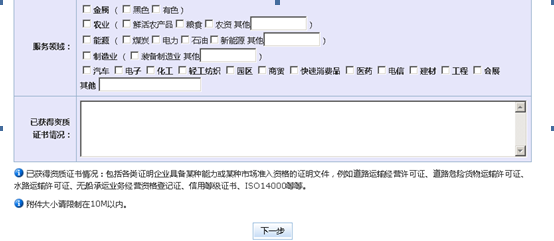 金属 （ 黑色 有色）
农业 （ 鲜活农产品 粮食 农资 其他 ）
服务领域： 能源 （ 煤炭 电力 石油 新能源 其他 ）
制造业 （ 装备制造业 其他 ）
汽车 电子 化工 轻工纺织 园区 商贸 快速消费品 医药 电信 建材 工程 会展
其他
已获得资质
证书情况：
已获得资质证书情况：包括各类证明企业具备某种能力或某种市场准入资格的证明文件，例如道路运输经营许可证、道路危险货物运输许可证、
水路运输许可证、无船承运业务经营资格登记证、信用等级证书、ISO14000等等。
附件大小请限制在10M以内。
下一步